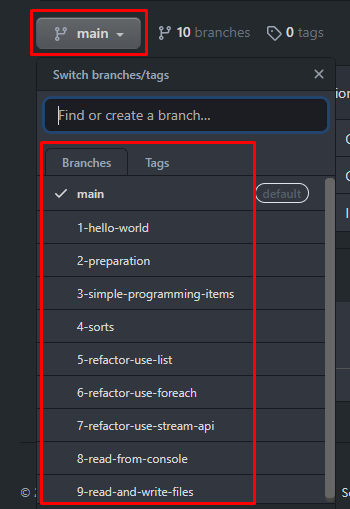 main 10 branches 0 tags
Switch branches/tags
Find or create a branch...
Branches Tags
main default
1-hello-world
2-preparation
3-simple-programming-items
4-sorts
5-refactor-use-list
6-refactor-use-foreach
7-refactor-use-stream-api
8-read-from-console
9-read-and-write-files